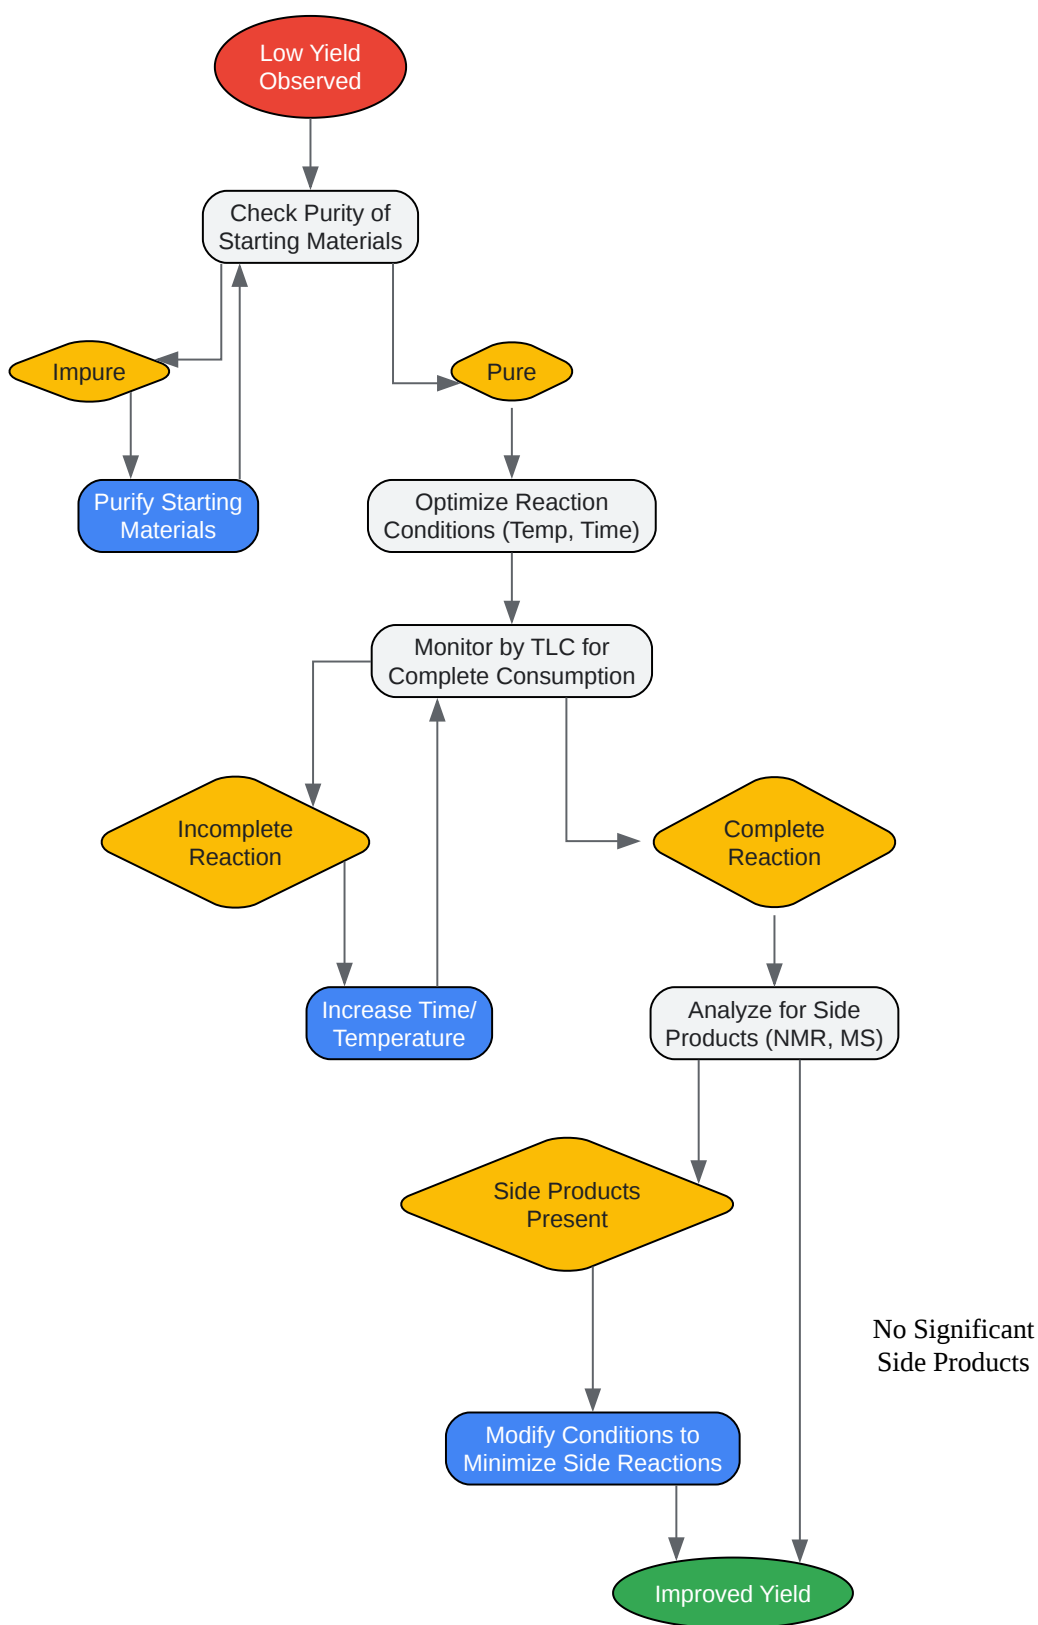 Low Yield
Observed
Check Purity of
Starting Materials
Impure
Pure
Purify Starting
Materials
Optimize Reaction
Conditions (Temp, Time)
Monitor by TLC for
Complete Consumption
Incomplete
Reaction
Complete
Reaction
Increase Time/
Temperature
Analyze for Side
Products (NMR, MS)
Side Products
Present
No Significant
Side Products
Modify Conditions to
Minimize Side Reactions
Improved Yield